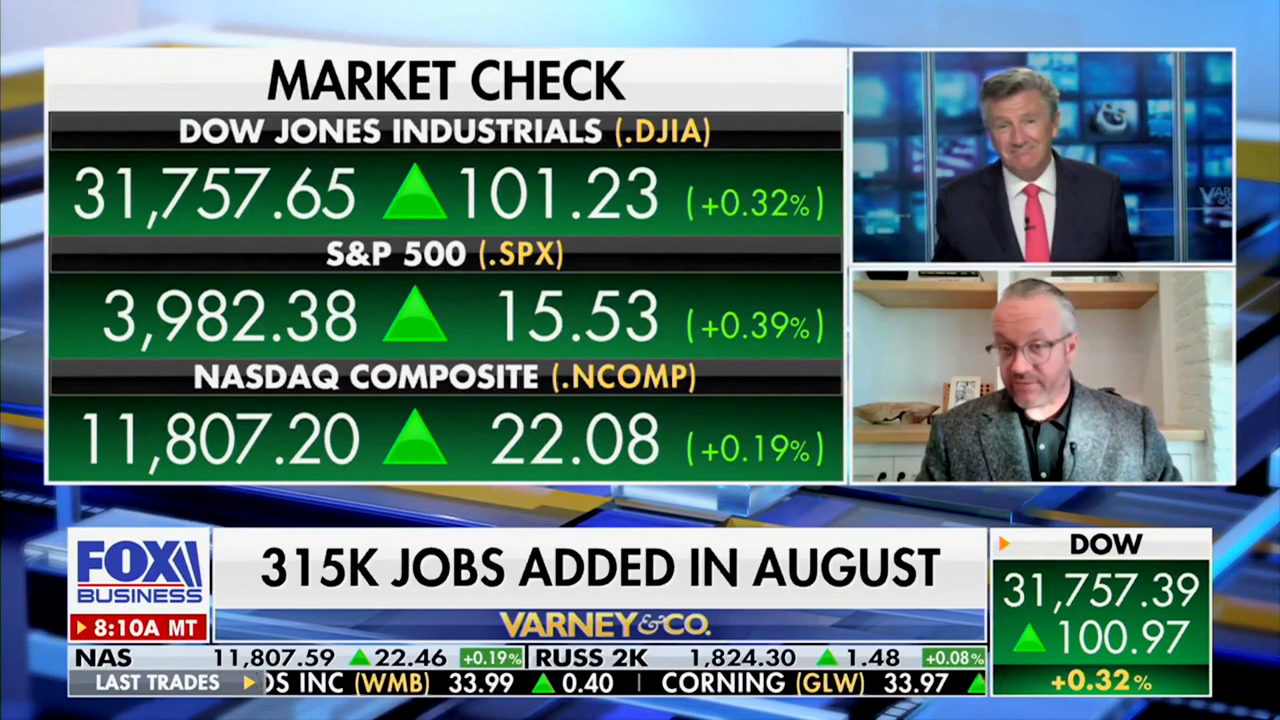 MARKET CHECK
DOW JONES INDUSTRIALS (.DJIA)
31,757.65 ▲ 101.23 (+0.32%)
S&P 500 (.SPX)
3,982.38 ▲ 15.53 (+0.39%)
NASDAQ COMPOSITE (.NCOMP)
11,807.20 ▲ 22.08 (+0.19%)
FOX BUSINESS
8:10A MT
315K JOBS ADDED IN AUGUST
VARNEY & CO.
DOW
31,757.39
▲ 100.97
+0.32%
NAS 11,807.59 ▲ 22.46 +0.19% RUSS 2K 1,824.30 ▲ 1.48 +0.08%
LAST TRADES INC (WMB) 33.99 ▲ 0.40 | CORNING (GLW) 33.97 ▲